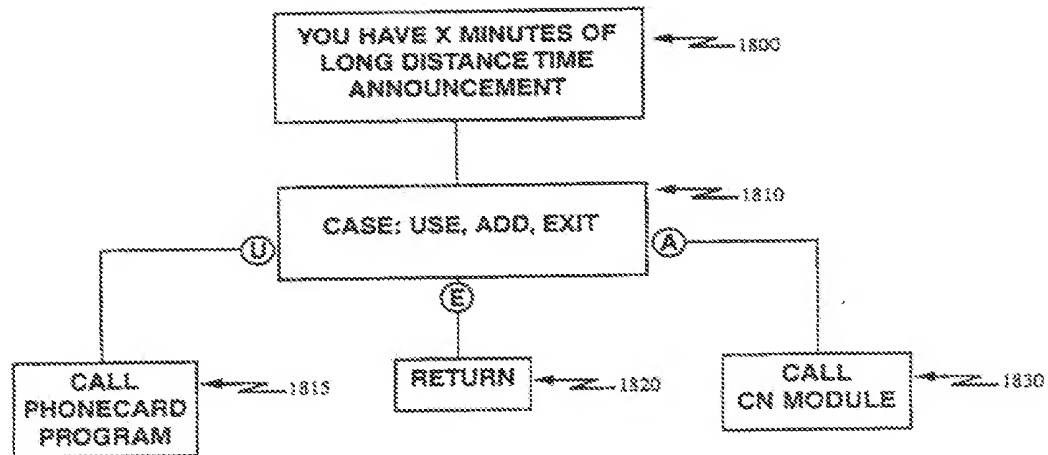 YOU HAVE X MINUTES OF
LONG DISTANCE TIME
ANNOUNCEMENT
1800
CASE: USE, ADD, EXIT
1810
U
E
A
CALL
PHONECARD
PROGRAM
1815
RETURN
1820
CALL
CN MODULE
1830